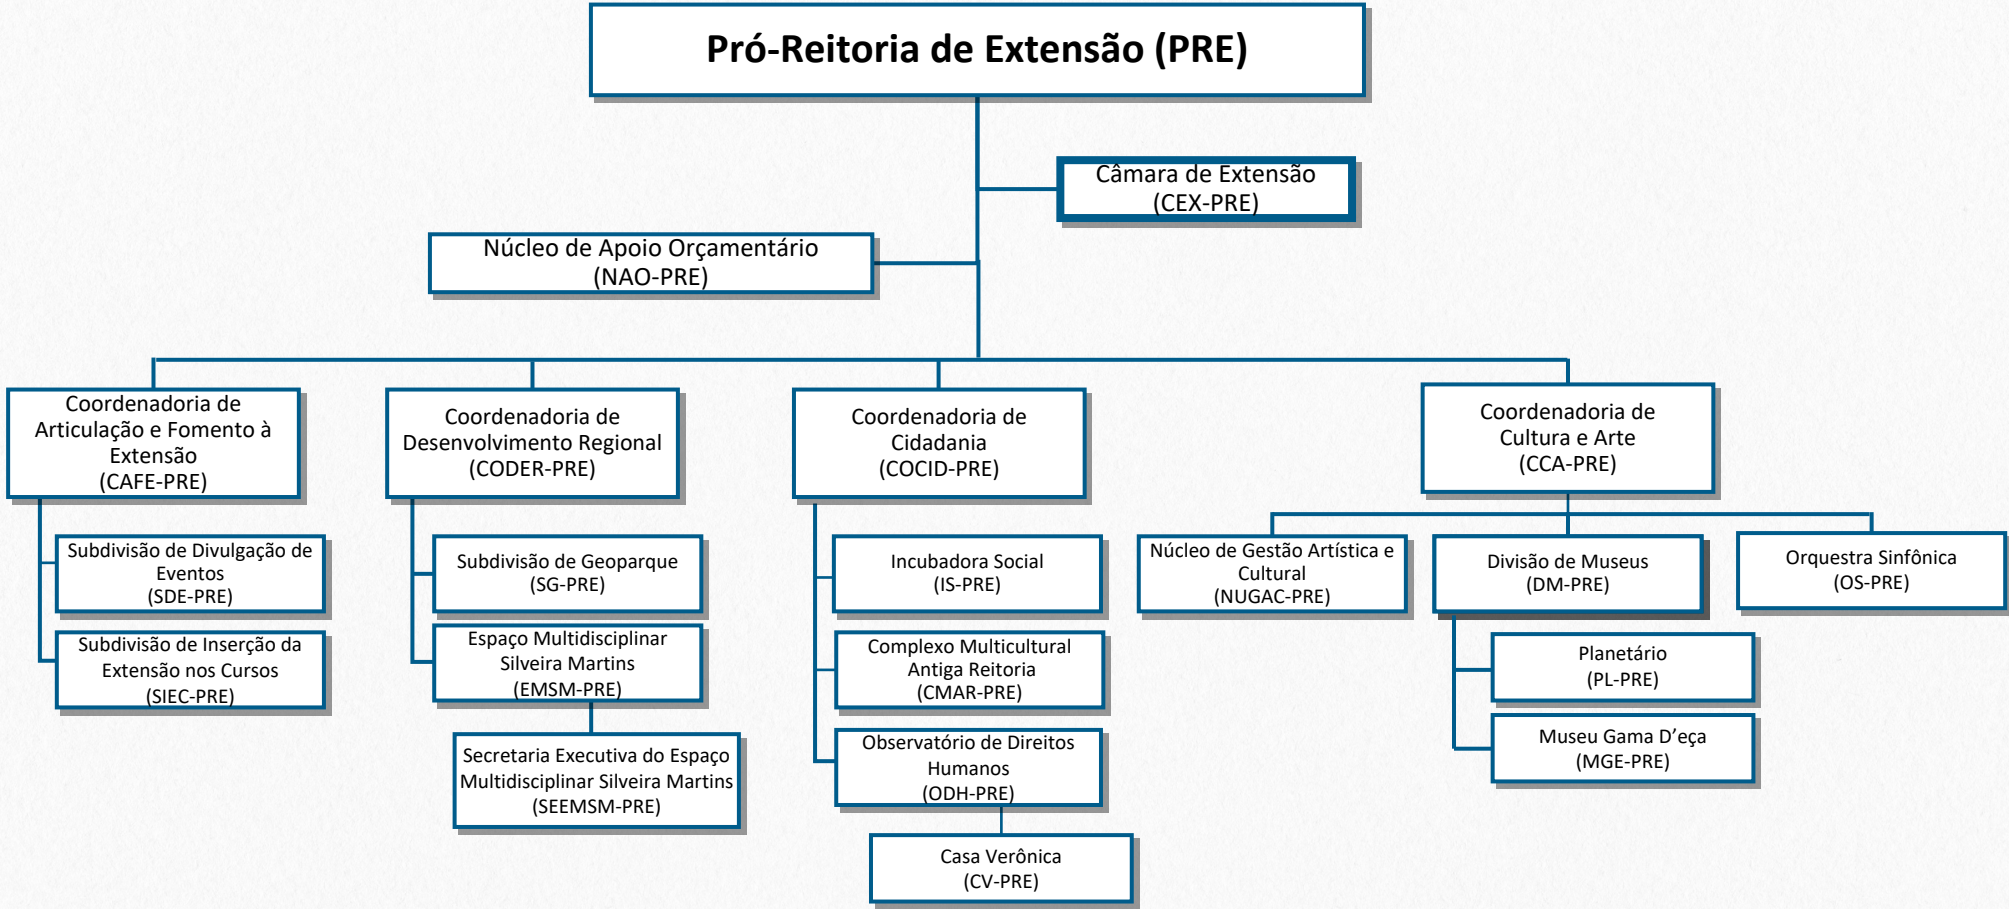 Pró-Reitoria de Extensão (PRE)
Câmara de Extensão
(CEX-PRE)
Núcleo de Apoio Orçamentário
(NAO-PRE)
Coordenadoria de
Articulação e Fomento à
Extensão
(CAFE-PRE)
Subdivisão de Divulgação de
Eventos
(SDE-PRE)
Subdivisão de Inserção da
Extensão nos Cursos
(SIEC-PRE)
Coordenadoria de
Desenvolvimento Regional
(CODER-PRE)
Subdivisão de Geoparque
(SG-PRE)
Espaço Multidisciplinar
Silveira Martins
(EMSM-PRE)
Secretaria Executiva do Espaço
Multidisciplinar Silveira Martins
(SEEMSM-PRE)
Coordenadoria de
Cidadania
(COCID-PRE)
Incubadora Social
(IS-PRE)
Complexo Multicultural
Antiga Reitoria
(CMAR-PRE)
Observatório de Direitos
Humanos
(ODH-PRE)
Casa Verônica
(CV-PRE)
Coordenadoria de
Cultura e Arte
(CCA-PRE)
Núcleo de Gestão Artística e
Cultural
(NUGAC-PRE)
Divisão de Museus
(DM-PRE)
Planetário
(PL-PRE)
Museu Gama D’eça
(MGE-PRE)
Orquestra Sinfônica
(OS-PRE)